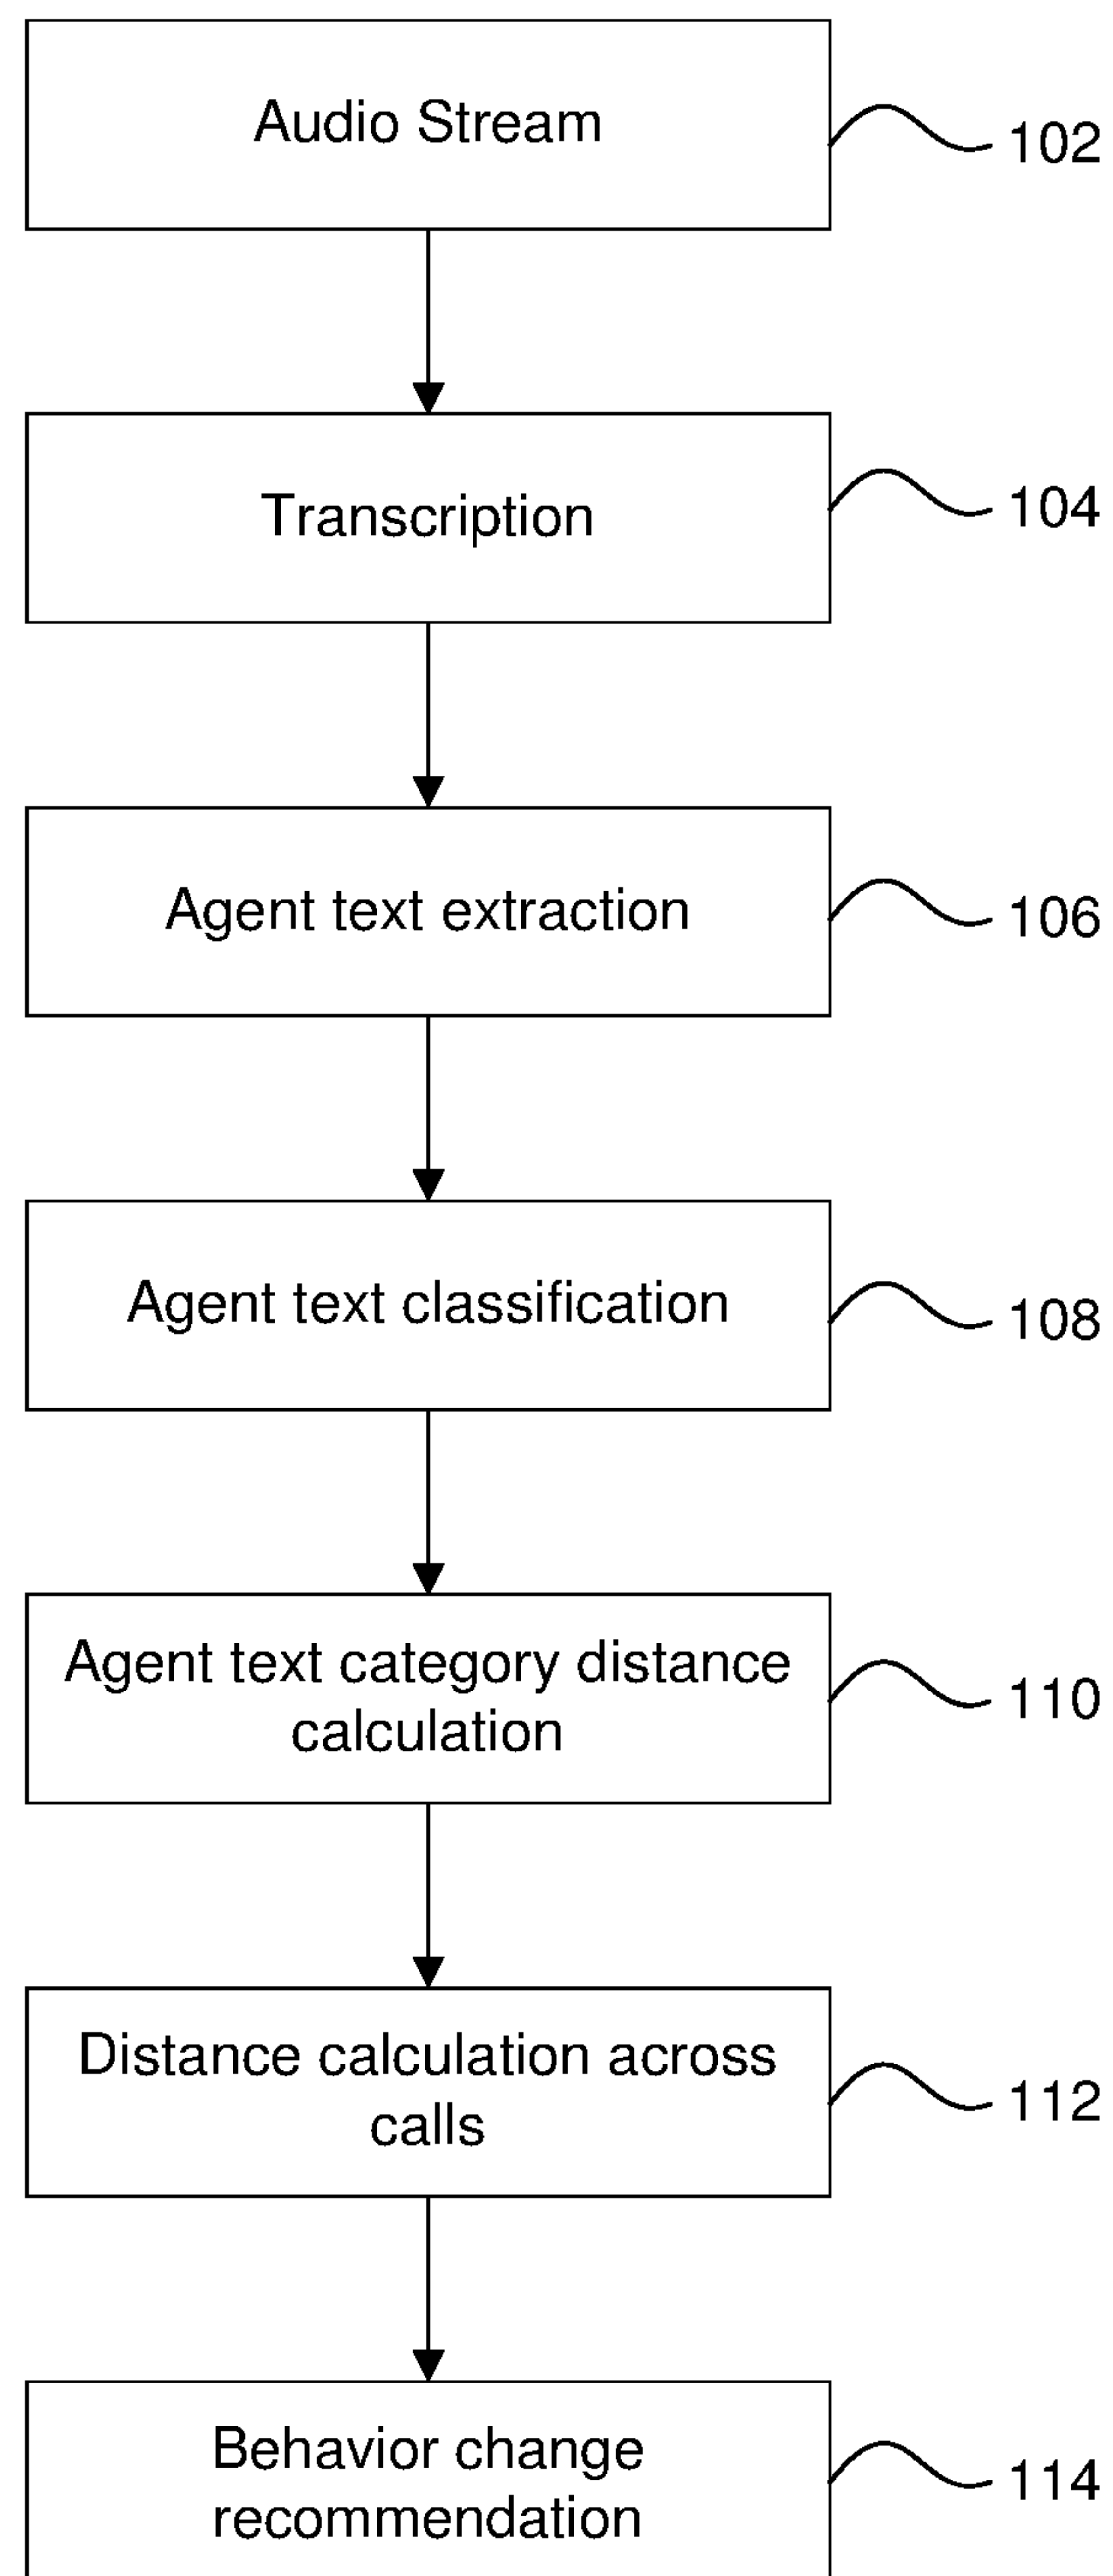 Audio Stream
102
Transcription
104
Agent text extraction
106
Agent text classification
108
Agent text category distance
calculation
110
Distance calculation across
calls
112
Behavior change
recommendation
114